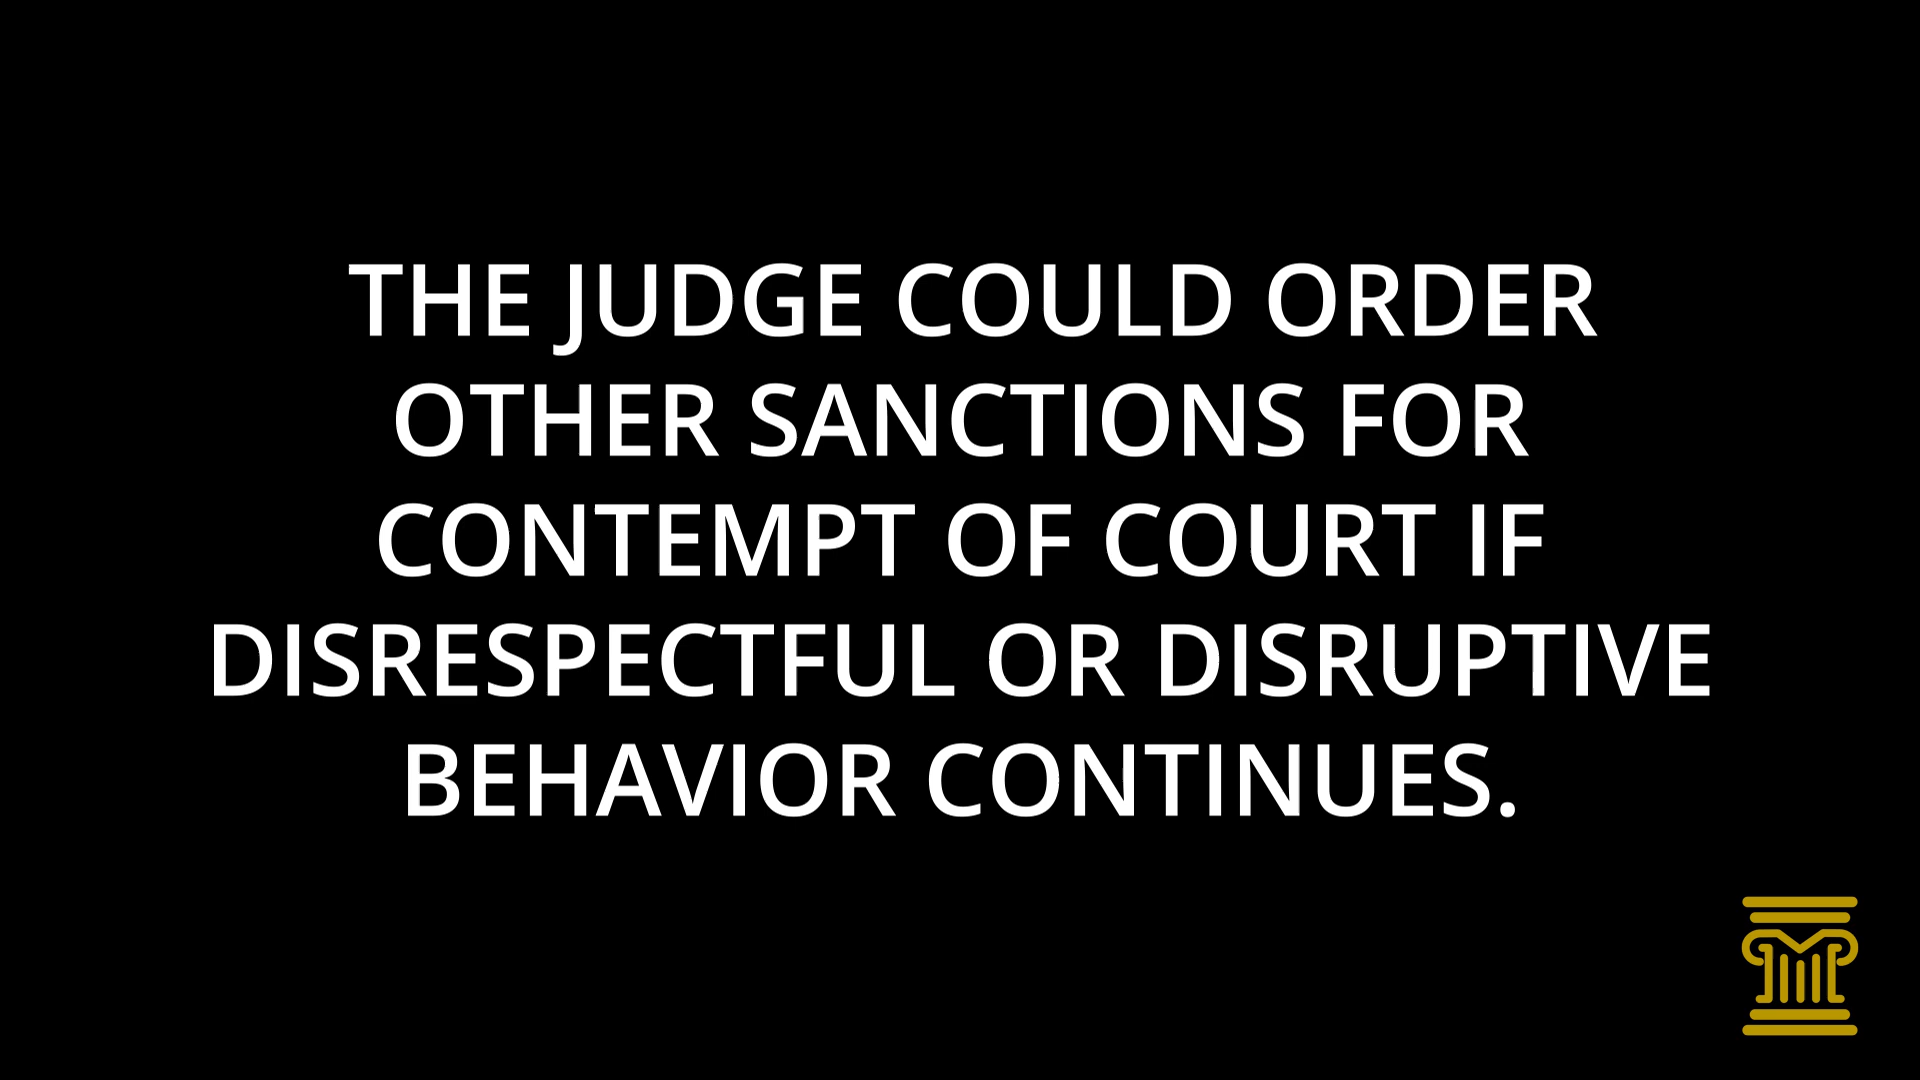 THE JUDGE COULD ORDER
OTHER SANCTIONS FOR
CONTEMPT OF COURT IF
DISRESPECTFUL OR DISRUPTIVE
BEHAVIOR CONTINUES.